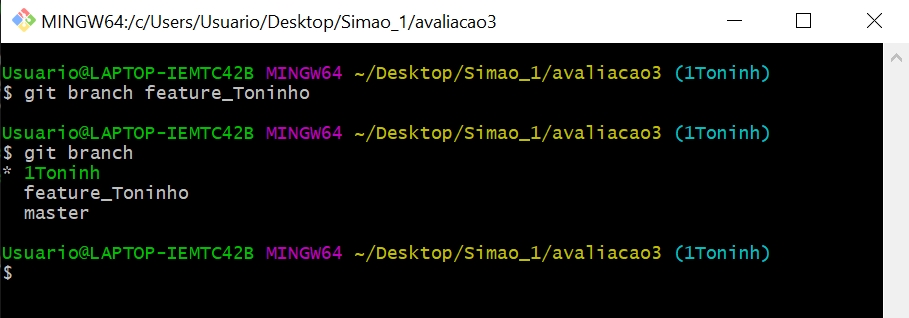 MINGW64:/c/Users/Usuario/Desktop/Simao_1/avaliacao3
Usuario@LAPTOP-IEMTC42B MINGW64 ~/Desktop/Simao_1/avaliacao3 (1Toninh)
$ git branch feature_Toninho
Usuario@LAPTOP-IEMTC42B MINGW64 ~/Desktop/Simao_1/avaliacao3 (1Toninh)
$ git branch
* 1Toninh
feature_Toninho
master
Usuario@LAPTOP-IEMTC42B MINGW64 ~/Desktop/Simao_1/avaliacao3 (1Toninh)
$